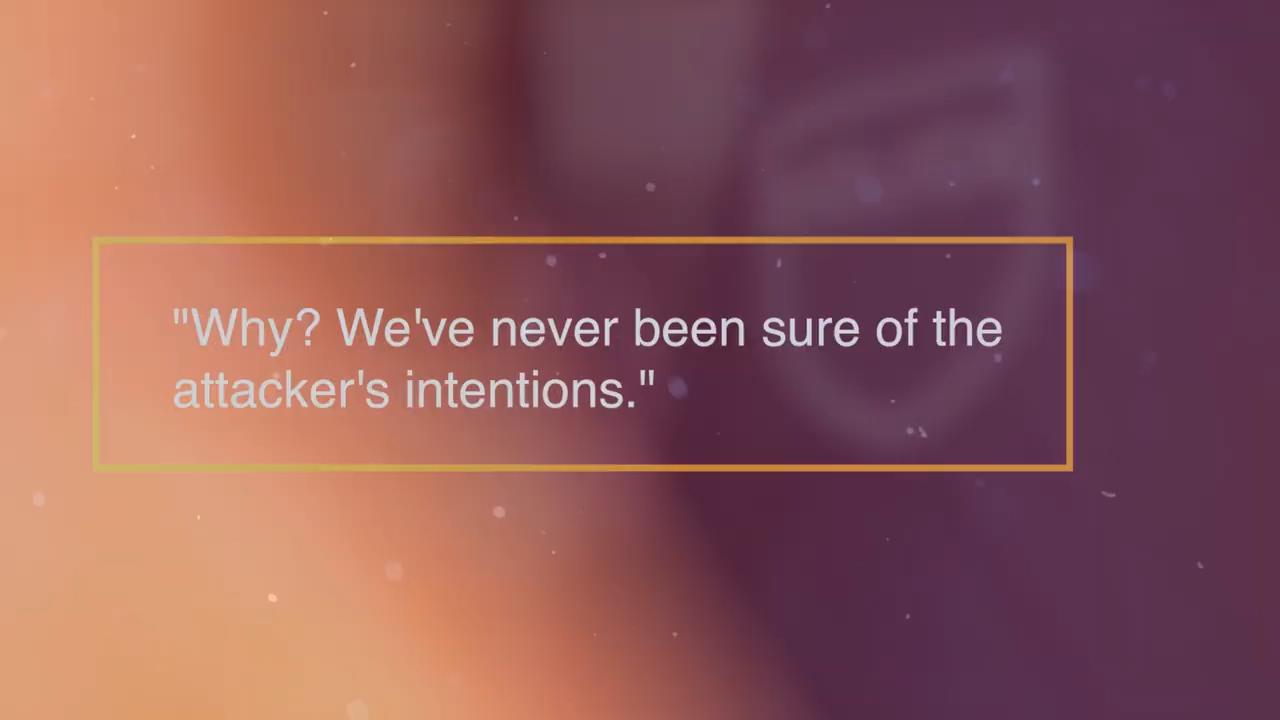 "Why? We've never been sure of the
attacker's intentions."